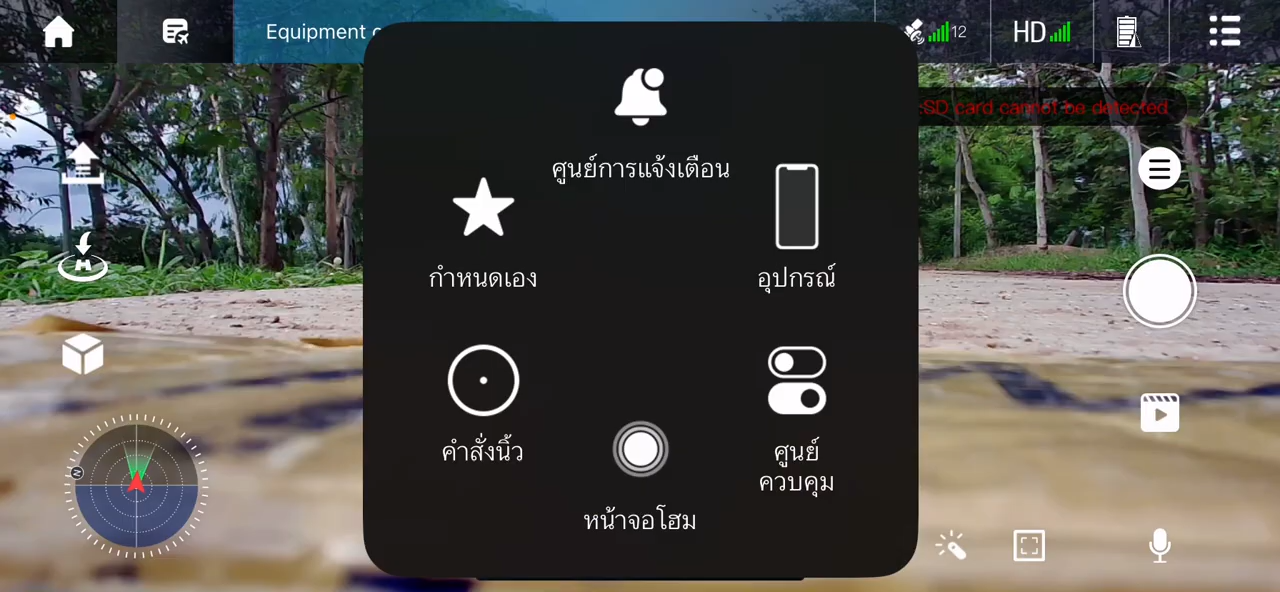 Equipment
12
HD
SD card cannot be detected
ศูนย์การแจ้งเตือน
กำหนดเอง
อุปกรณ์
คำสั่งนิ้ว
ศูนย์
ควบคุม
หน้าจอโฮม
N